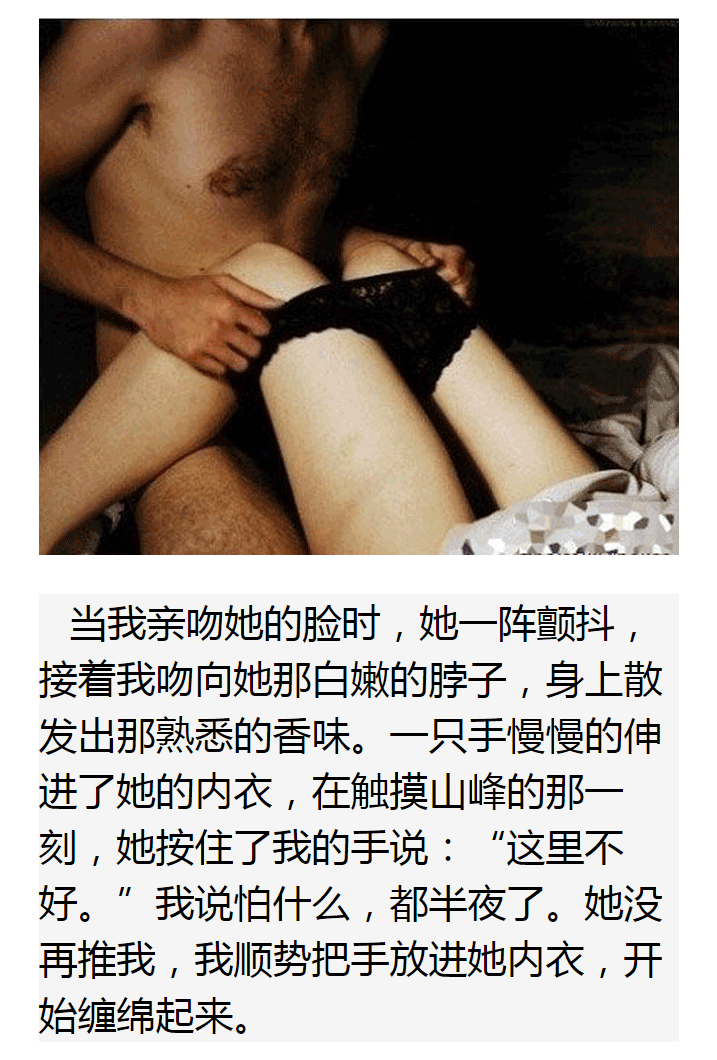 当我亲吻她的脸时，她一阵颤抖，
接着我吻向她那白嫩的脖子，身上散
发出那熟悉的香味。一只手慢慢的伸
进了她的内衣，在触摸山峰的那一
刻，她按住了我的手说：“这里不
好。”我说怕什么，都半夜了。她没
再推我，我顺势把手放进她内衣，开
始缠绵起来。